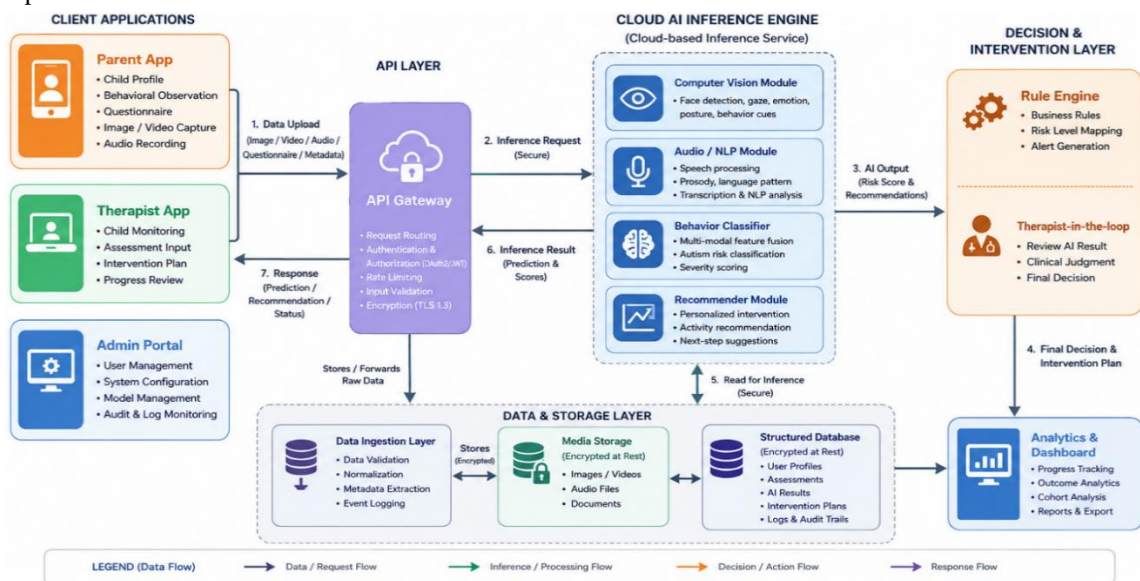 CLIENT APPLICATIONS
Parent App
• Child Profile
• Behavioral Observation
• Questionnaire
• Image / Video Capture
• Audio Recording
Therapist App
• Child Monitoring
• Assessment Input
• Intervention Plan
• Progress Review
Admin Portal
• User Management
• System Configuration
• Model Management
• Audit & Log Monitoring
1. Data Upload
(Image / Video / Audio /
Questionnaire / Metadata)
7. Response
(Prediction /
Recommendation /
Status)
API LAYER
API Gateway
• Request Routing
• Authentication &
Authorization (OAuth2/JWT)
• Rate Limiting
• Input Validation
• Encryption (TLS 1.3)
Stores / Forwards
Raw Data
2. Inference Request
(Secure)
6. Inference Result
(Prediction &
Scores)
CLOUD AI INFERENCE ENGINE
(Cloud-based Inference Service)
Computer Vision Module
• Face detection, gaze, emotion,
posture, behavior cues
Audio / NLP Module
• Speech processing
• Prosody, language pattern
• Transcription & NLP analysis
Behavior Classifier
• Multi-modal feature fusion
• Autism risk classification
• Severity scoring
Recommender Module
• Personalized intervention
• Activity recommendation
• Next-step suggestions
3. AI Output
(Risk Score &
Recommendations)
DECISION &
INTERVENTION LAYER
Rule Engine
• Business Rules
• Risk Level Mapping
• Alert Generation
Therapist-in-the-loop
• Review AI Result
• Clinical Judgment
• Final Decision
4. Final Decision &
Intervention Plan
5. Read for Inference
(Secure)
DATA & STORAGE LAYER
Data Ingestion Layer
• Data Validation
• Normalization
• Metadata Extraction
• Event Logging
Stores
(Encrypted)
Media Storage
(Encrypted at Rest)
• Images / Videos
• Audio Files
• Documents
Structured Database
(Encrypted at Rest)
• User Profiles
• Assessments
• AI Results
• Intervention Plans
• Logs & Audit Trails
Analytics &
Dashboard
• Progress Tracking
• Outcome Analytics
• Cohort Analysis
• Reports & Export
LEGEND (Data Flow)
Data / Request Flow
Inference / Processing Flow
Decision / Action Flow
Response Flow